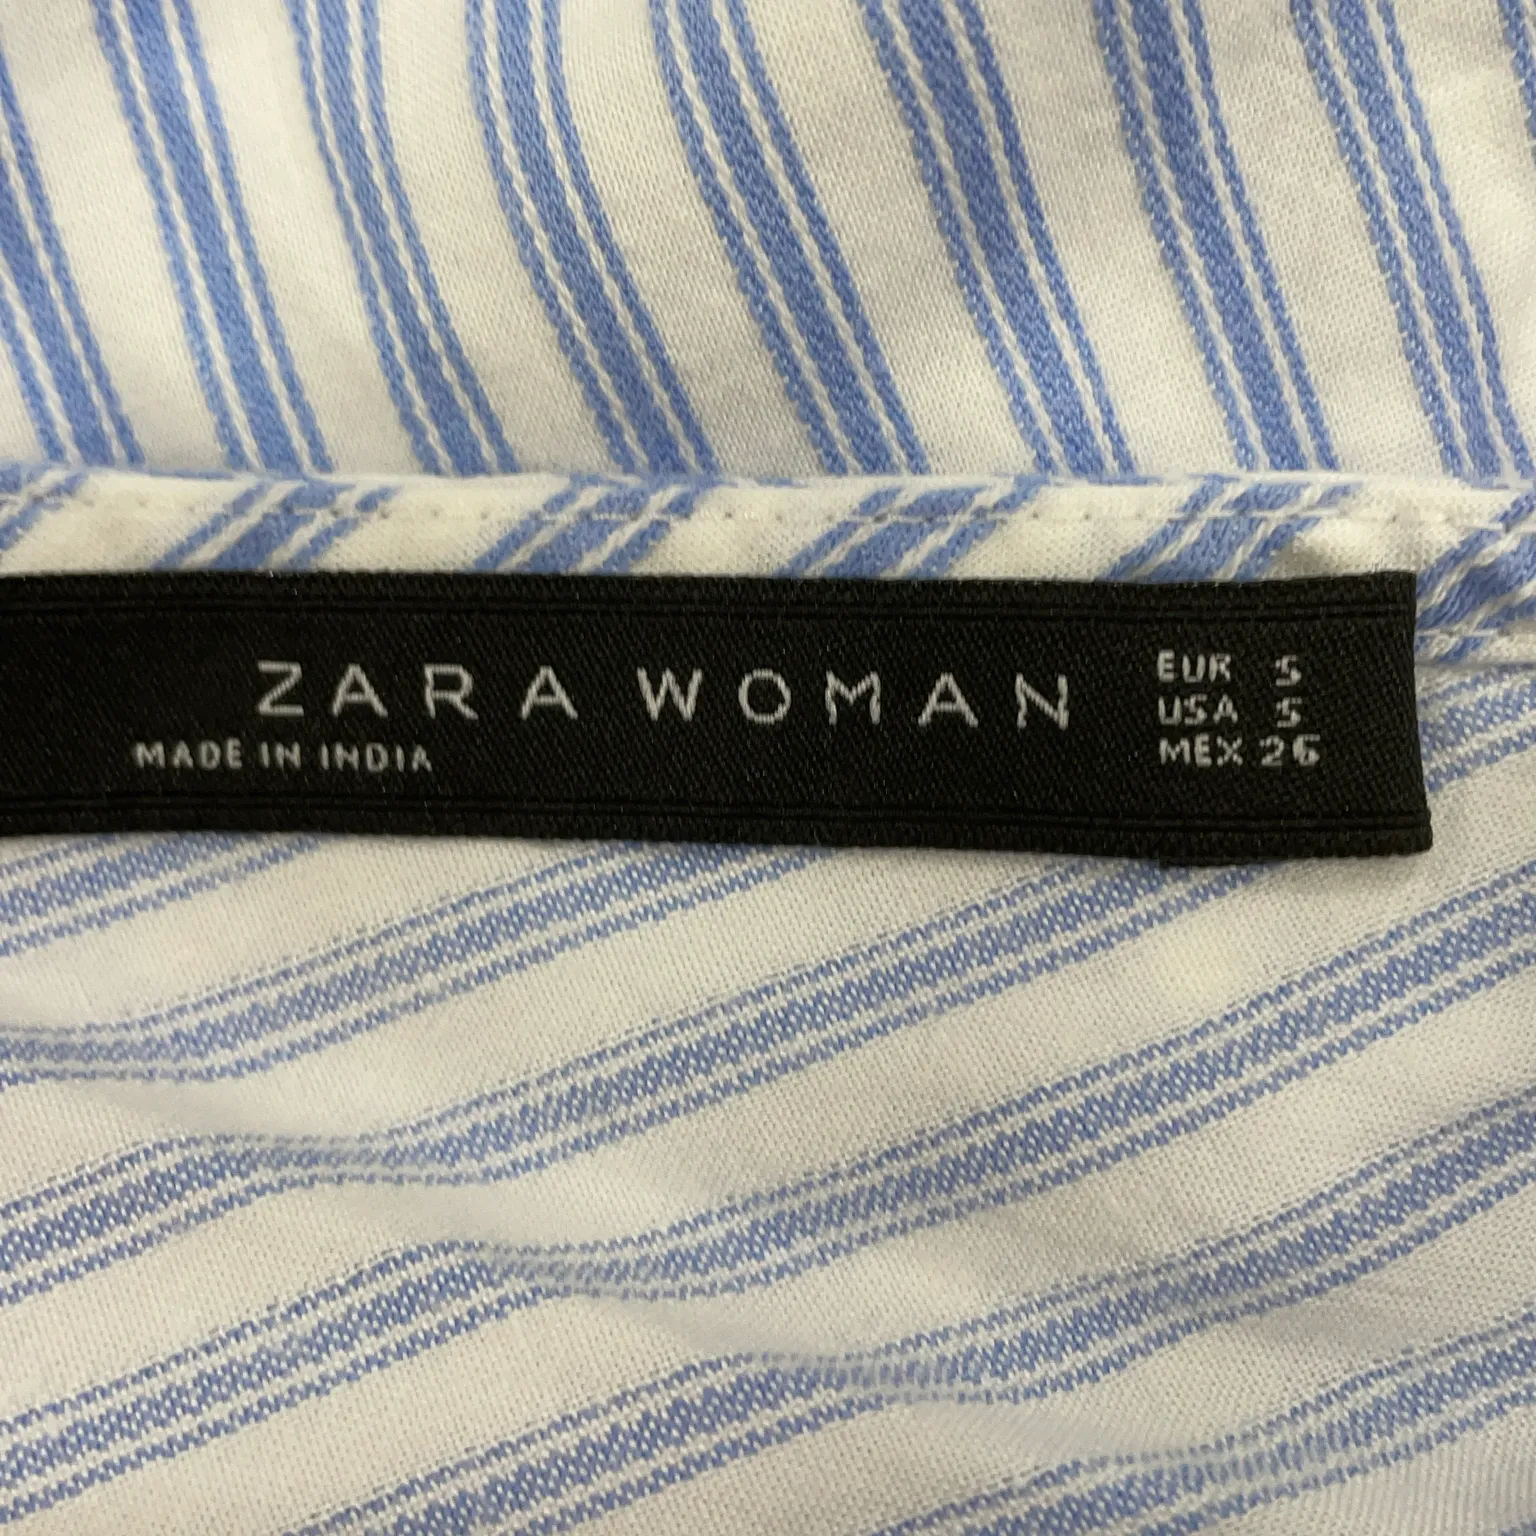 ZARA WOMAN
MADE IN INDIA
EUR S
USA S
MEX 26